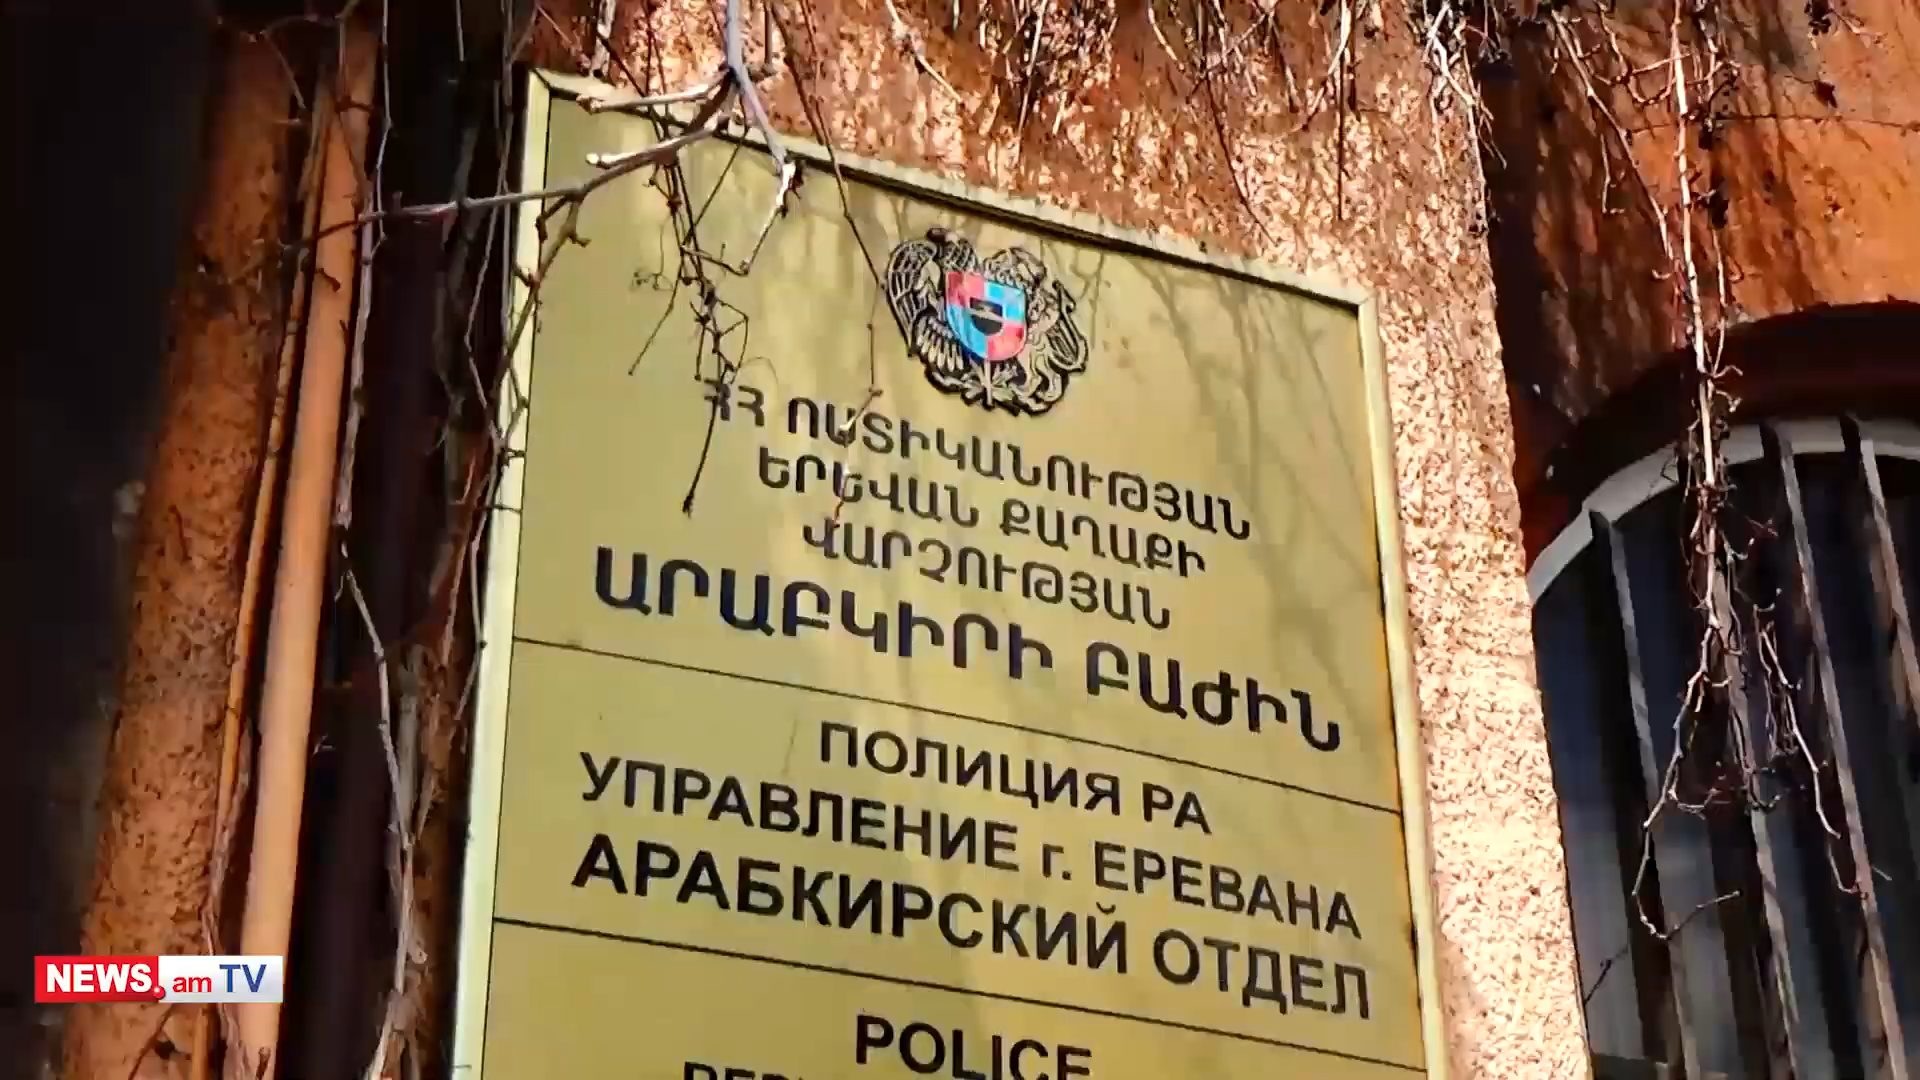 ՀՀ ՈՍՏԻԿԱՆՈՒԹՅԱՆ
ԵՐԵՎԱՆ ՔԱՂԱՔԻ
ՎԱՐՉՈՒԹՅԱՆ
ԱՐԱԲԿԻՐԻ ԲԱԺԻՆ
ПОЛИЦИЯ РА
УПРАВЛЕНИЕ г. ЕРЕВАНА
АРАБКИРСКИЙ ОТДЕЛ
POLICE
NEWS.am TV